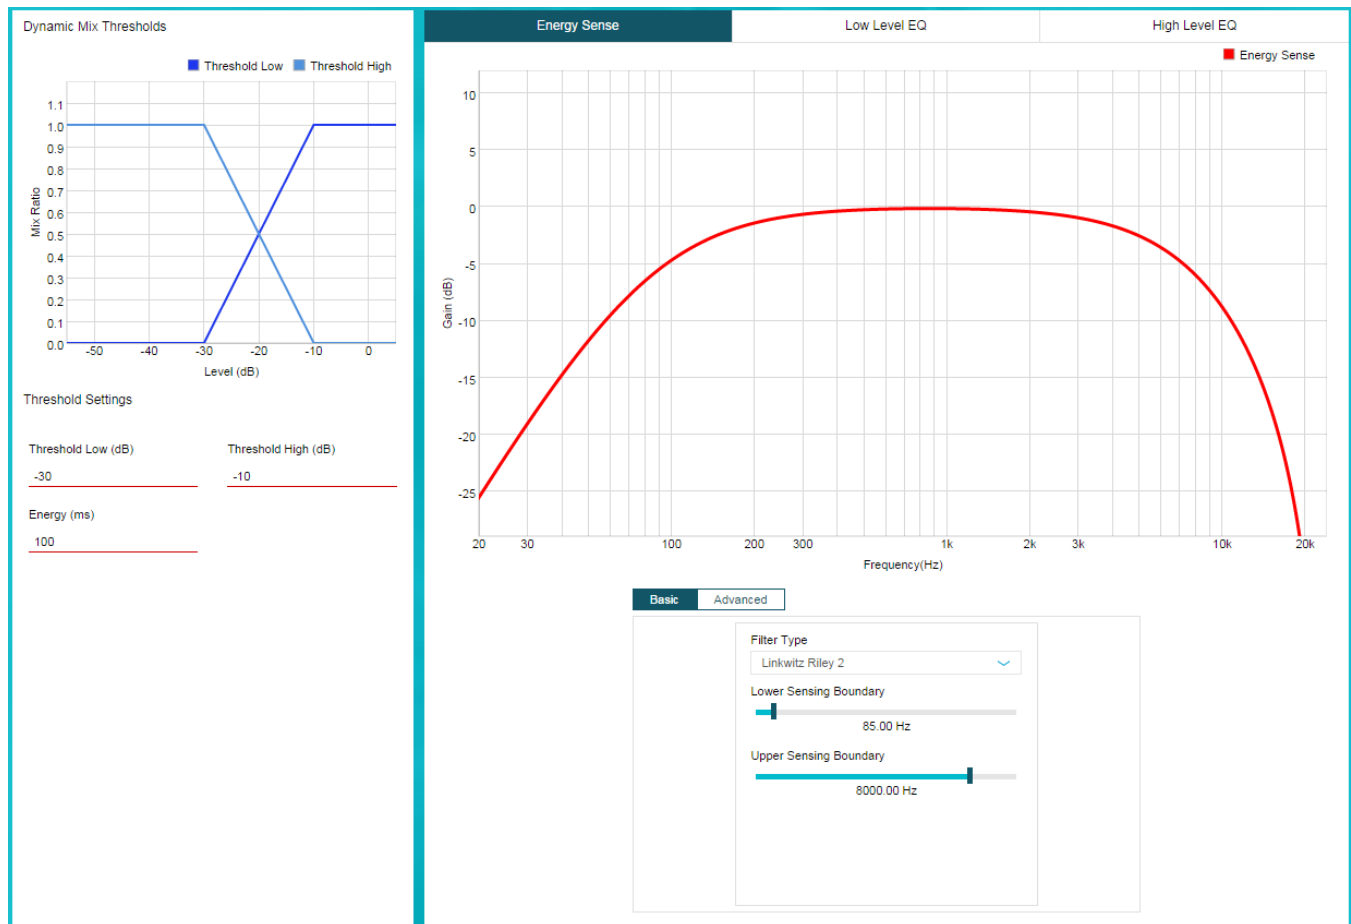 Dynamic Mix Thresholds
Threshold Low Threshold High
1.1
1.0
0.9
0.8
0.7
0.6
0.5
0.4
0.3
0.2
0.1
0.0
Mix Ratio
-50 -40 -30 -20 -10 0
Level (dB)
Threshold Settings
Threshold Low (dB) Threshold High (dB)
-30 -10
Energy (ms)
100
Energy Sense Low Level EQ High Level EQ
Energy Sense
10
5
0
-5
-10
-15
-20
-25
Gain (dB)
20 30 100 200 300 1k 2k 3k 10k 20k
Frequency(Hz)
Basic Advanced
Filter Type
Linkwitz Riley 2
Lower Sensing Boundary
85.00 Hz
Upper Sensing Boundary
8000.00 Hz